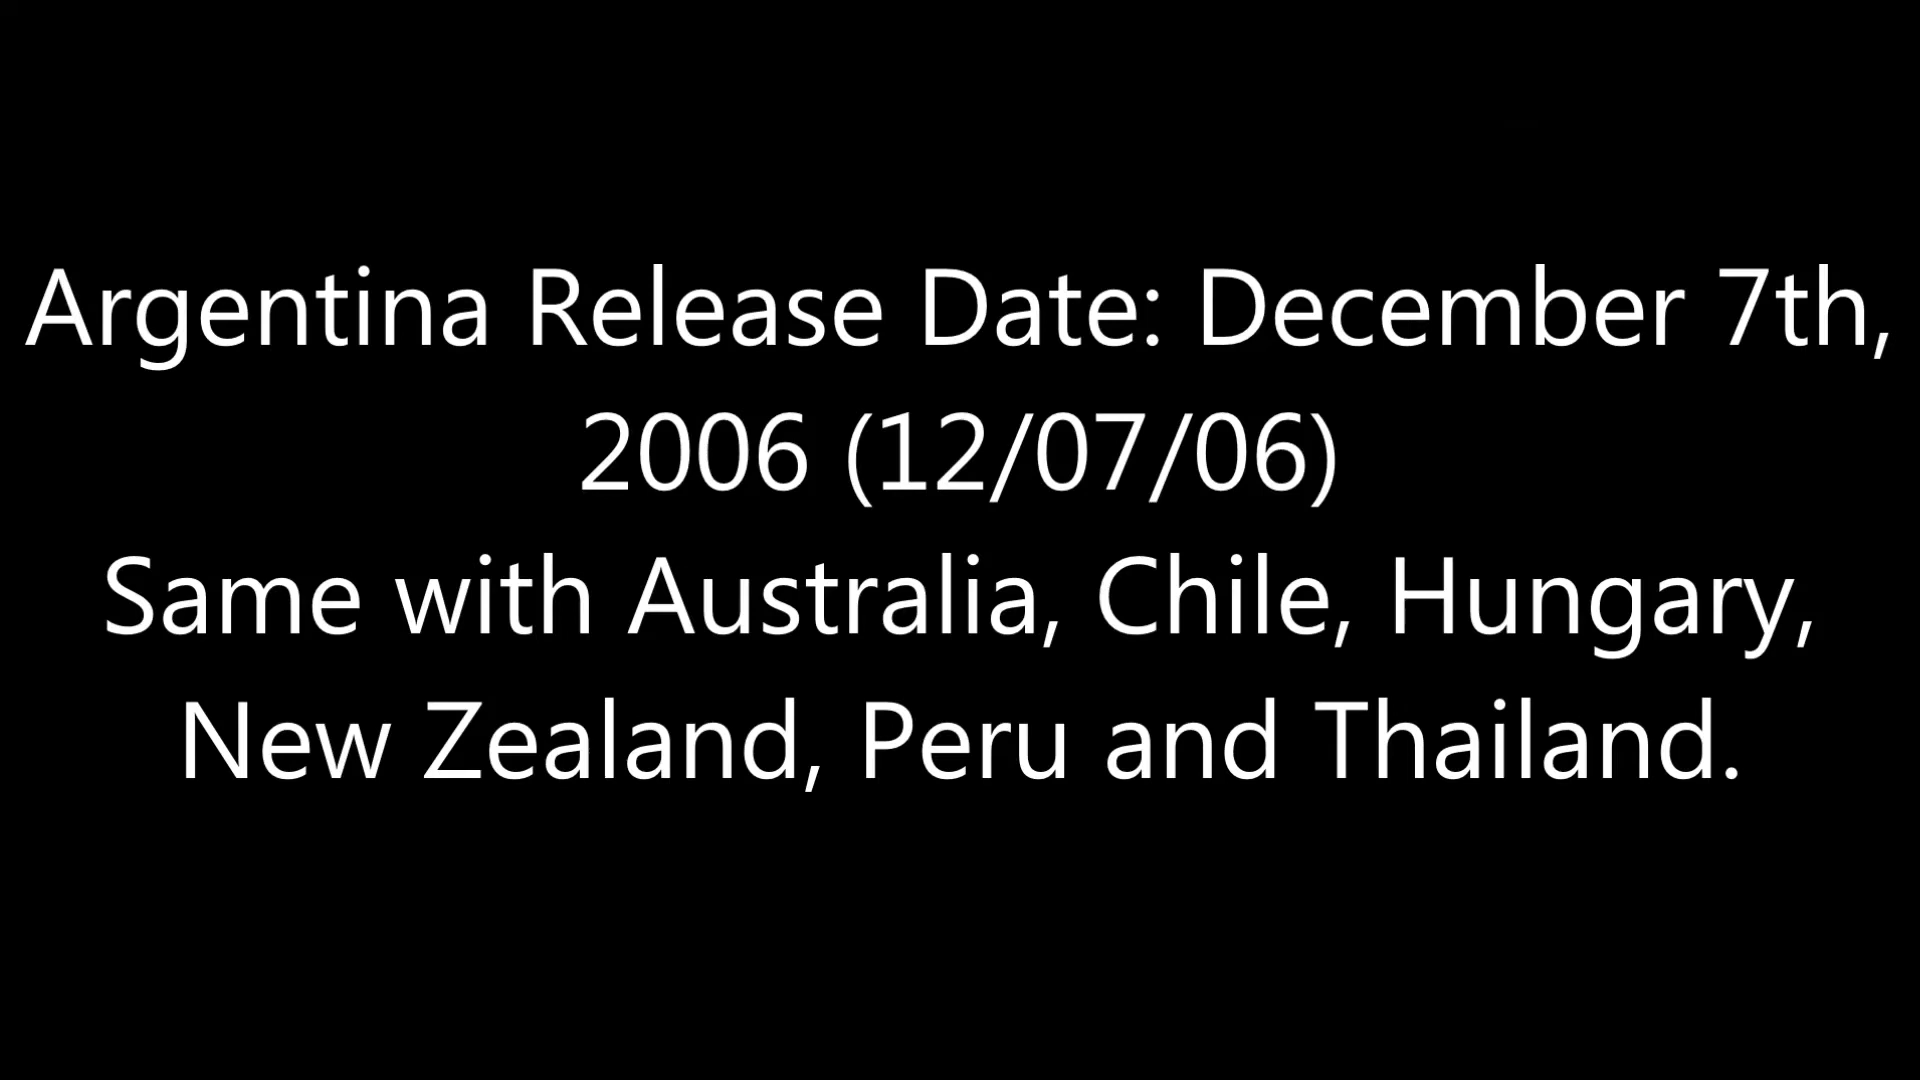 Argentina Release Date: December 7th,
2006 (12/07/06)
Same with Australia, Chile, Hungary,
New Zealand, Peru and Thailand.